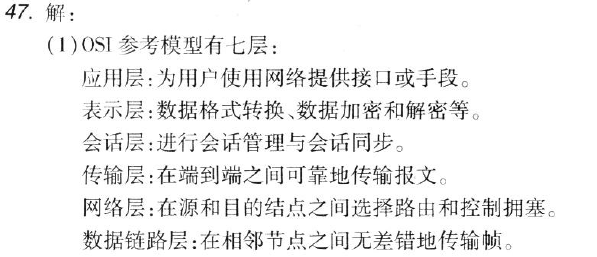 47. 解:
(1)OSI 参考模型有七层:
应用层:为用户使用网络提供接口或手段。
表示层:数据格式转换、数据加密和解密等。
会话层:进行会话管理与会话同步。
传输层:在端到端之间可靠地传输报文。
网络层:在源和目的结点之间选择路由和控制拥塞。
数据链路层:在相邻节点之间无差错地传输帧。